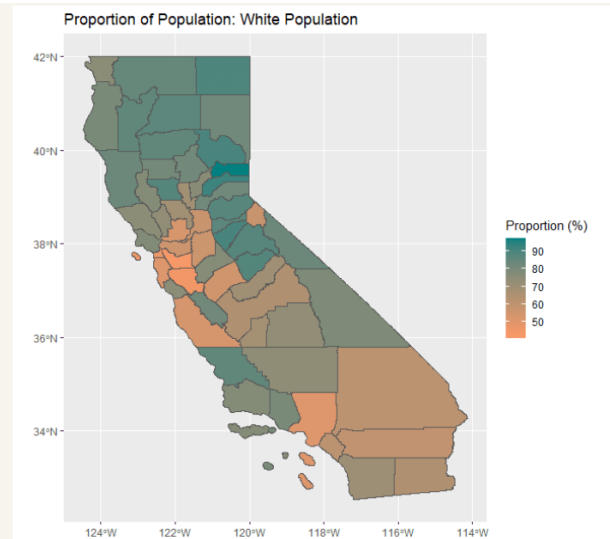 Proportion of Population: White Population
42°N
40°N
38°N
36°N
34°N
124°W 122°W 120°W 118°W 116°W 114°W
Proportion (%)
90
80
70
60
50